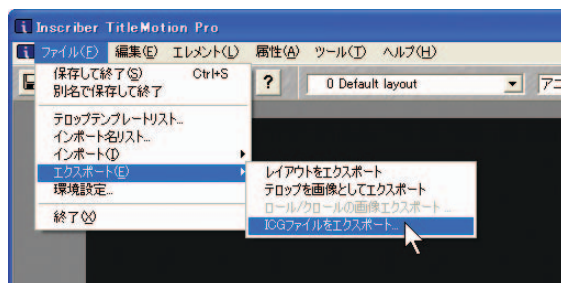 Inscriber TitleMotion Pro
ファイル(F) 編集(E) エレメント(L) 属性(A) ツール(T) ヘルプ(H)
保存して終了(S) Ctrl+S
別名で保存して終了
? 0 Default layout アニ
テロップテンプレートリスト...
インポート名リスト...
インポート(I)
エクスポート(E)
環境設定...
終了(X)
レイアウトをエクスポート
テロップを画像としてエクスポート
ロール/クロールの画像エクスポート...
ICGファイルをエクスポート...